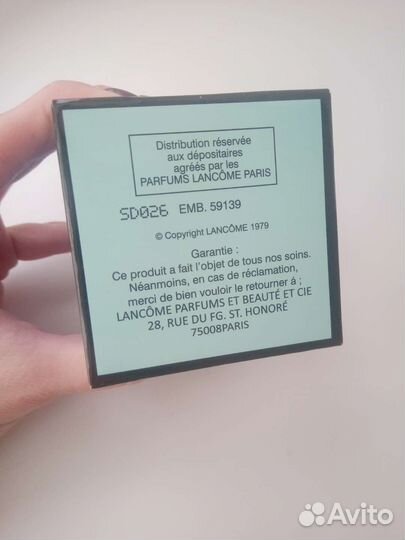 Distribution réservée
aux dépositaires
agréés par les
PARFUMS LANCÔME PARIS
SD026 EMB. 59139
© Copyright LANCÔME 1979
Garantie :
Ce produit a fait l'objet de tous nos soins.
Néanmoins, en cas de réclamation,
merci de bien vouloir le retourner á ;
LANCÔME PARFUMS ET BEAUTÉ ET CIE
28, RUE DU FG. ST. HONORÉ
75008PARIS
Avito